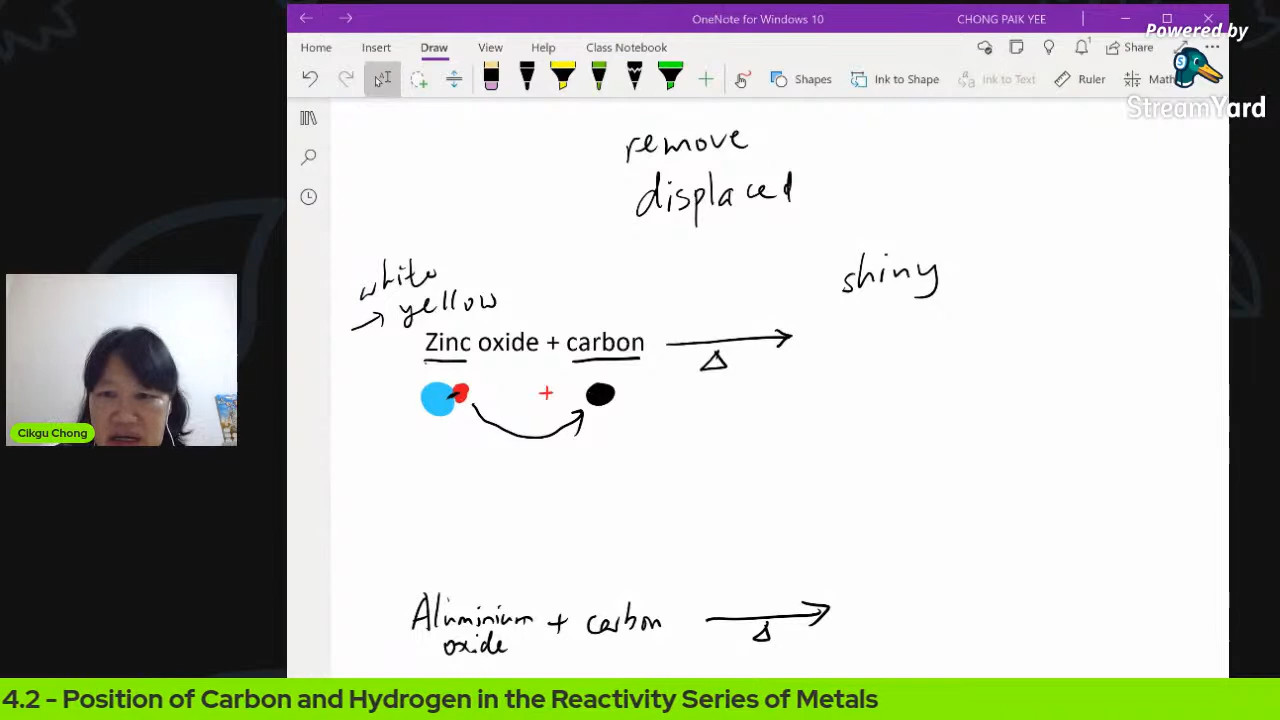 OneNote for Windows 10
CHONG PAIK YEE
Powered by
StreamYard
Home Insert Draw View Help Class Notebook
Share
Shapes Ink to Shape Ink to Text Ruler Math
remove
displaced
white
→ yellow
shiny
Zinc oxide + carbon →
Δ
+
Cikgu Chong
Aluminium + carbon →
oxide Δ
4.2 - Position of Carbon and Hydrogen in the Reactivity Series of Metals